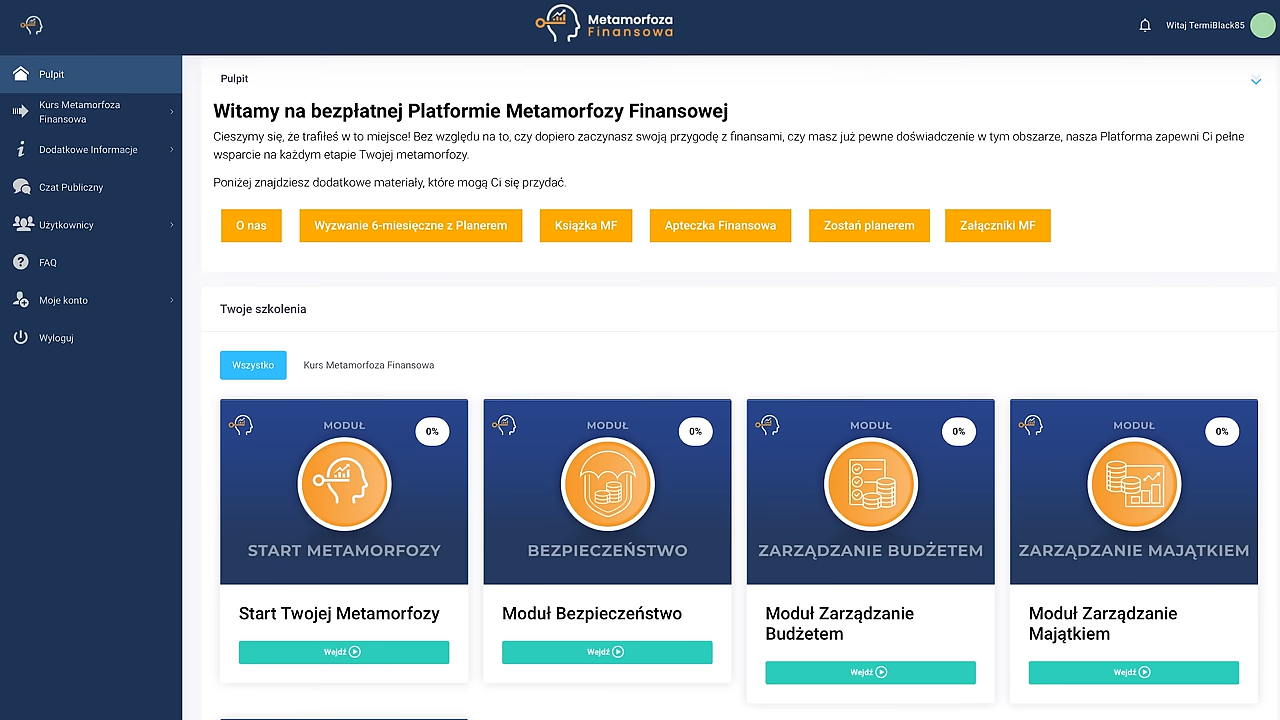 Metamorfoza
Finansowa
Witaj TermiBlack85
Pulpit
Kurs Metamorfoza
Finansowa
Dodatkowe Informacje
Czat Publiczny
Użytkownicy
FAQ
Moje konto
Wyloguj
Pulpit
Witamy na bezpłatnej Platformie Metamorfozy Finansowej
Cieszymy się, że trafiłeś w to miejsce! Bez względu na to, czy dopiero zaczynasz swoją przygodę z finansami, czy masz już pewne doświadczenie w tym obszarze, nasza Platforma zapewni Ci pełne
wsparcie na każdym etapie Twojej metamorfozy.
Poniżej znajdziesz dodatkowe materiały, które mogą Ci się przydać.
O nas
Wyzwanie 6-miesięczne z Planerem
Książka MF
Apteczka Finansowa
Zostań planerem
Załączniki MF
Twoje szkolenia
Wszystko
Kurs Metamorfoza Finansowa
MODUŁ
0%
START METAMORFOZY
Start Twojej Metamorfozy
Wejdź
MODUŁ
0%
BEZPIECZEŃSTWO
Moduł Bezpieczeństwo
Wejdź
MODUŁ
0%
ZARZĄDZANIE BUDŻETEM
Moduł Zarządzanie
Budżetem
Wejdź
MODUŁ
0%
ZARZĄDZANIE MAJĄTKIEM
Moduł Zarządzanie
Majątkiem
Wejdź